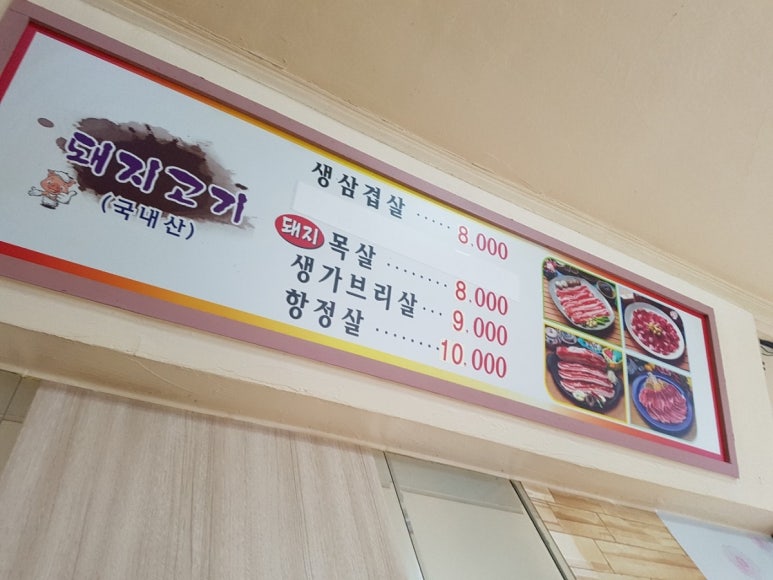 돼지고기
(국내산)
생삼겹살 ..... 8.000
돼지 목살 ........ 8.000
생가브리살... 9.000
항정살 ........ 10.000